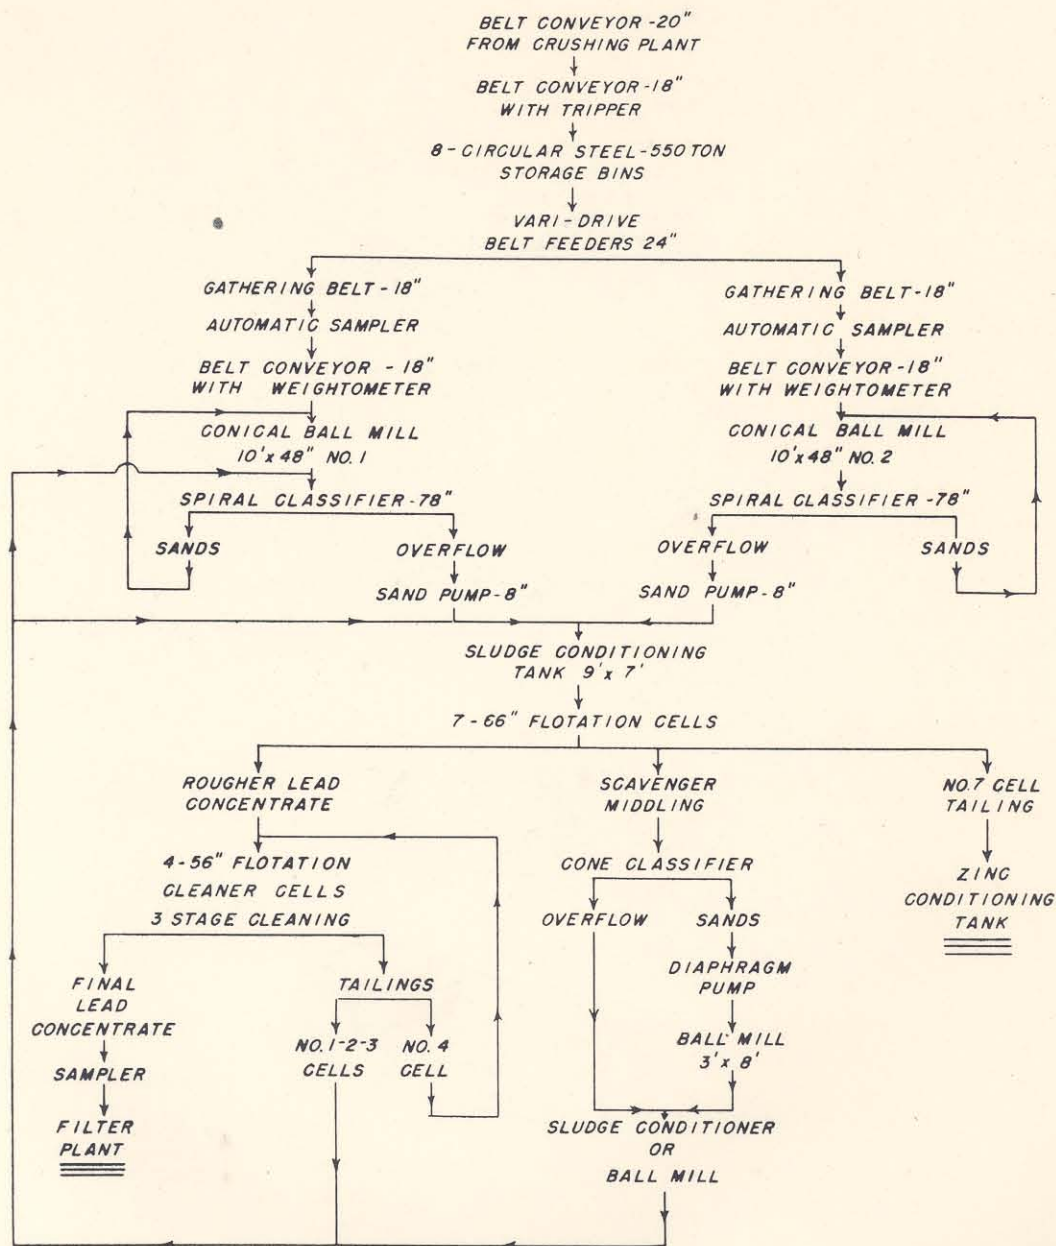 BELT CONVEYOR-20"
FROM CRUSHING PLANT
BELT CONVEYOR-18"
WITH TRIPPER
8-CIRCULAR STEEL-550 TON
STORAGE BINS
VARI-DRIVE
BELT FEEDERS 24"
GATHERING BELT-18"
AUTOMATIC SAMPLER
BELT CONVEYOR - 18"
WITH WEIGHTOMETER
CONICAL BALL MILL
10'x48" NO.1
SPIRAL CLASSIFIER-78"
SANDS
OVERFLOW
SAND PUMP-8"
GATHERING BELT-18"
AUTOMATIC SAMPLER
BELT CONVEYOR-18"
WITH WEIGHTOMETER
CONICAL BALL MILL
10'x48" NO.2
SPIRAL CLASSIFIER-78"
OVERFLOW
SANDS
SAND PUMP-8"
SLUDGE CONDITIONING
TANK 9'x 7'
7-66" FLOTATION CELLS
ROUGHER LEAD
CONCENTRATE
4-56" FLOTATION
CLEANER CELLS
3 STAGE CLEANING
FINAL
LEAD
CONCENTRATE
SAMPLER
FILTER
PLANT
TAILINGS
NO.1-2-3
CELLS
NO.4
CELL
SCAVENGER
MIDDLING
CONE CLASSIFIER
OVERFLOW
SANDS
DIAPHRAGM
PUMP
BALL MILL
3'x 8'
SLUDGE CONDITIONER
OR
BALL MILL
NO.7 CELL
TAILING
ZINC
CONDITIONING
TANK